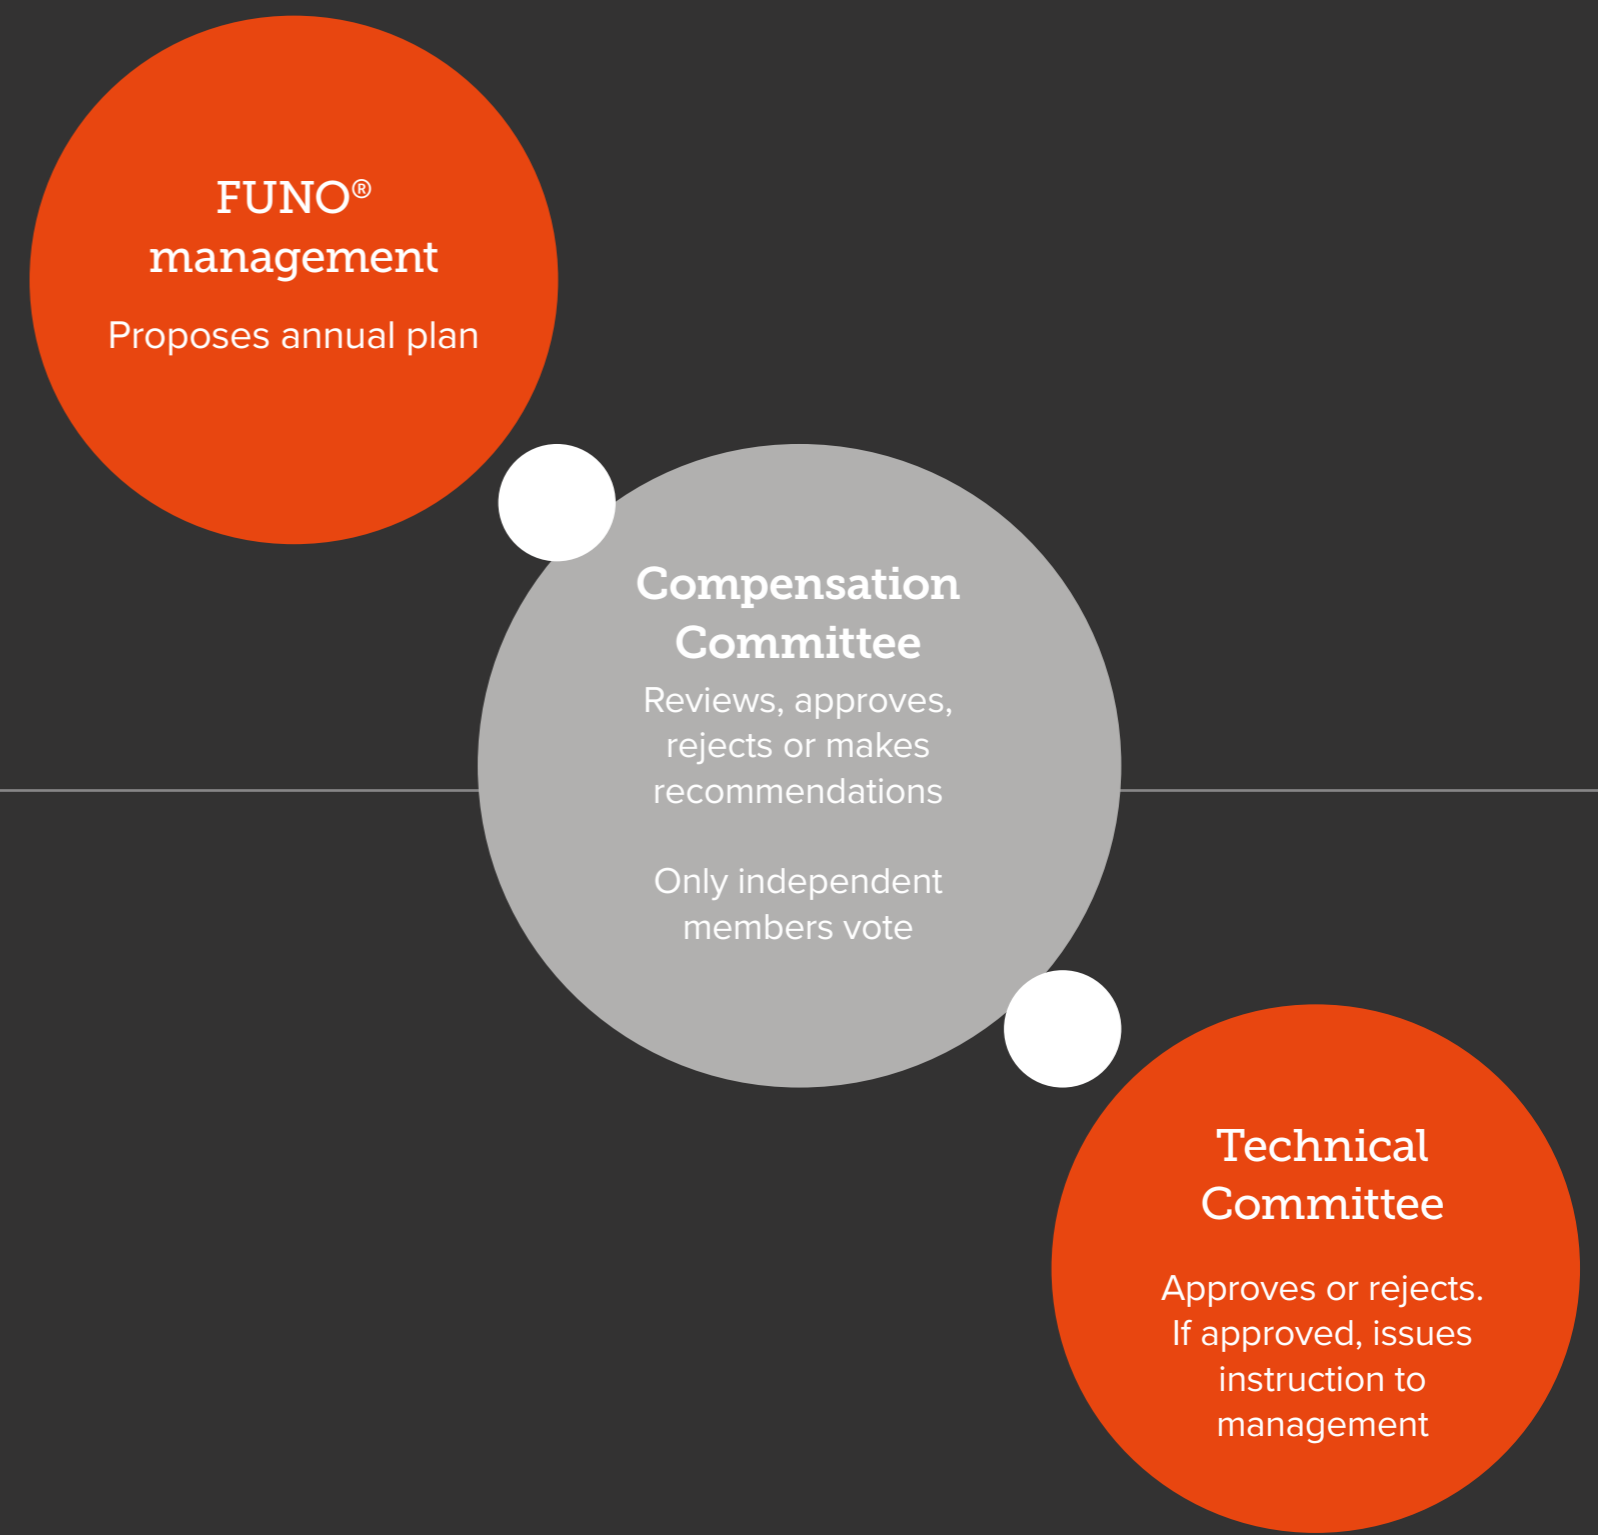 FUNO®
management
Proposes annual plan
Compensation
Committee
Reviews, approves,
rejects or makes
recommendations
Only independent
members vote
Technical
Committee
Approves or rejects.
If approved, issues
instruction to
management